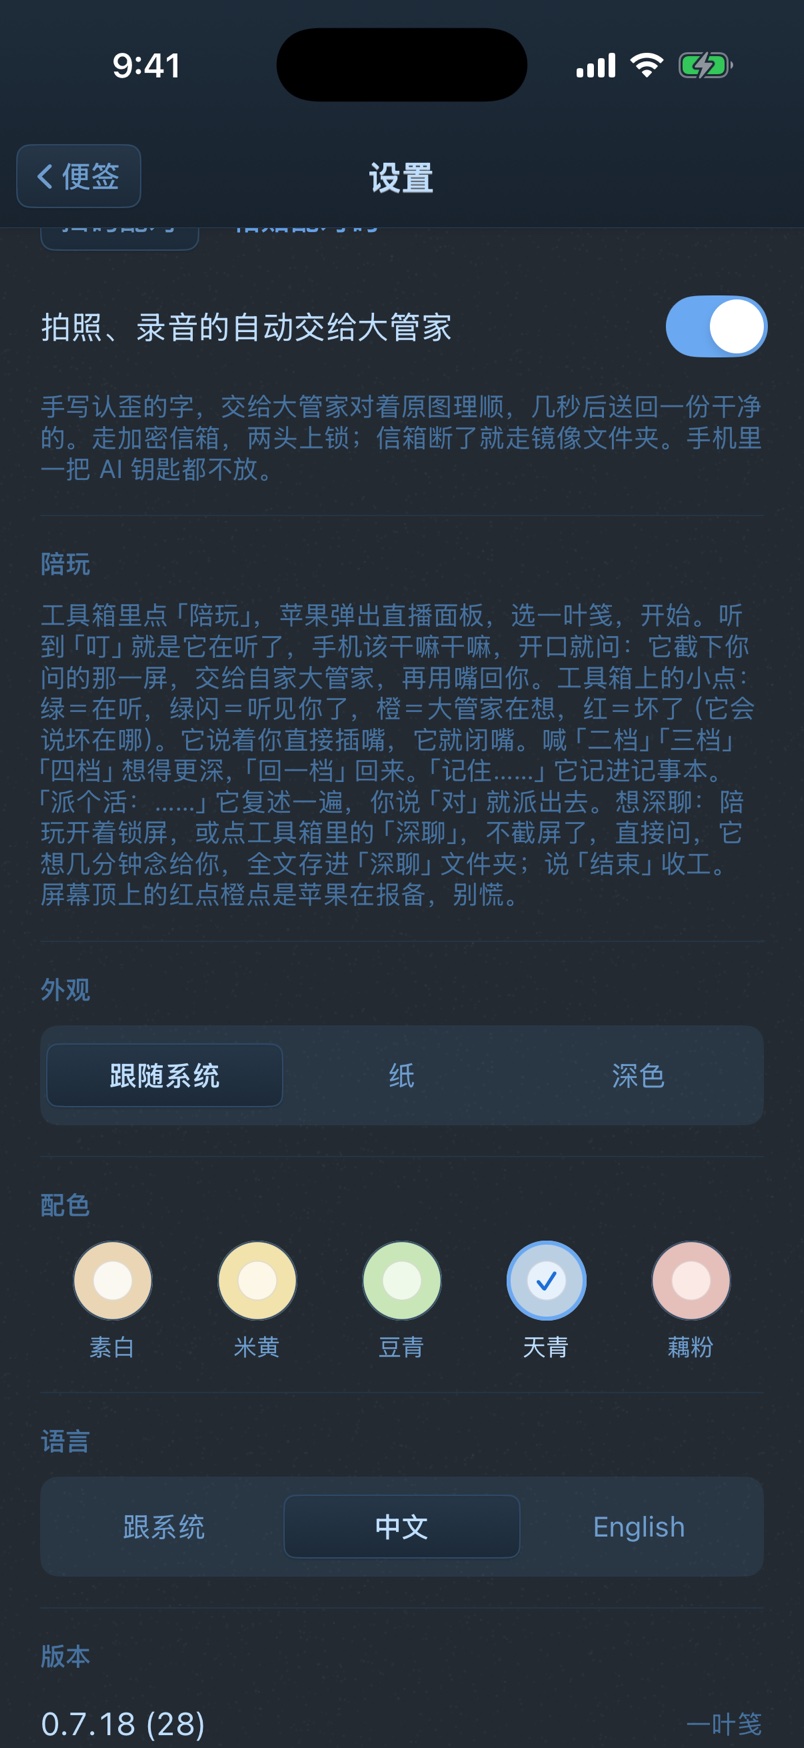 9:41
便签
设置
拍照、录音的自动交给大管家
手写认歪的字，交给大管家对着原图理顺，几秒后送回一份干净
的。走加密信箱，两头上锁；信箱断了就走镜像文件夹。手机里
一把 AI 钥匙都不放。
陪玩
工具箱里点「陪玩」，苹果弹出直播面板，选一叶笺，开始。听
到「叮」就是它在听了，手机该干嘛干嘛，开口就问：它截下你
问的那一屏，交给自家大管家，再用嘴回你。工具箱上的小点：
绿＝在听，绿闪＝听见你了，橙＝大管家在想，红＝坏了（它会
说坏在哪）。它说着你直接插嘴，它就闭嘴。喊「二档」「三档」
「四档」想得更深，「回一档」回来。「记住……」它记进记事本。
「派个活：……」它复述一遍，你说「对」就派出去。想深聊：陪
玩开着锁屏，或点工具箱里的「深聊」，不截屏了，直接问，它
想几分钟念给你，全文存进「深聊」文件夹；说「结束」收工。
屏幕顶上的红点橙点是苹果在报备，别慌。
外观
跟随系统 纸 深色
配色
素白 米黄 豆青 天青 藕粉
语言
跟系统 中文 English
版本
0.7.18 (28) 一叶笺